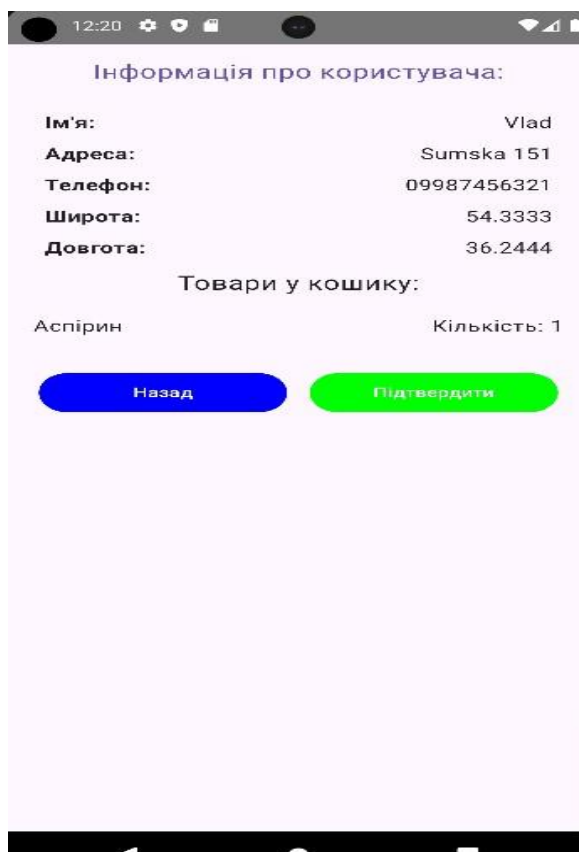 12:20
Інформація про користувача:
Ім'я: Vlad
Адреса: Sumska 151
Телефон: 09987456321
Широта: 54.3333
Довгота: 36.2444
Товари у кошику:
Аспірин Кількість: 1
Назад Підтвердити